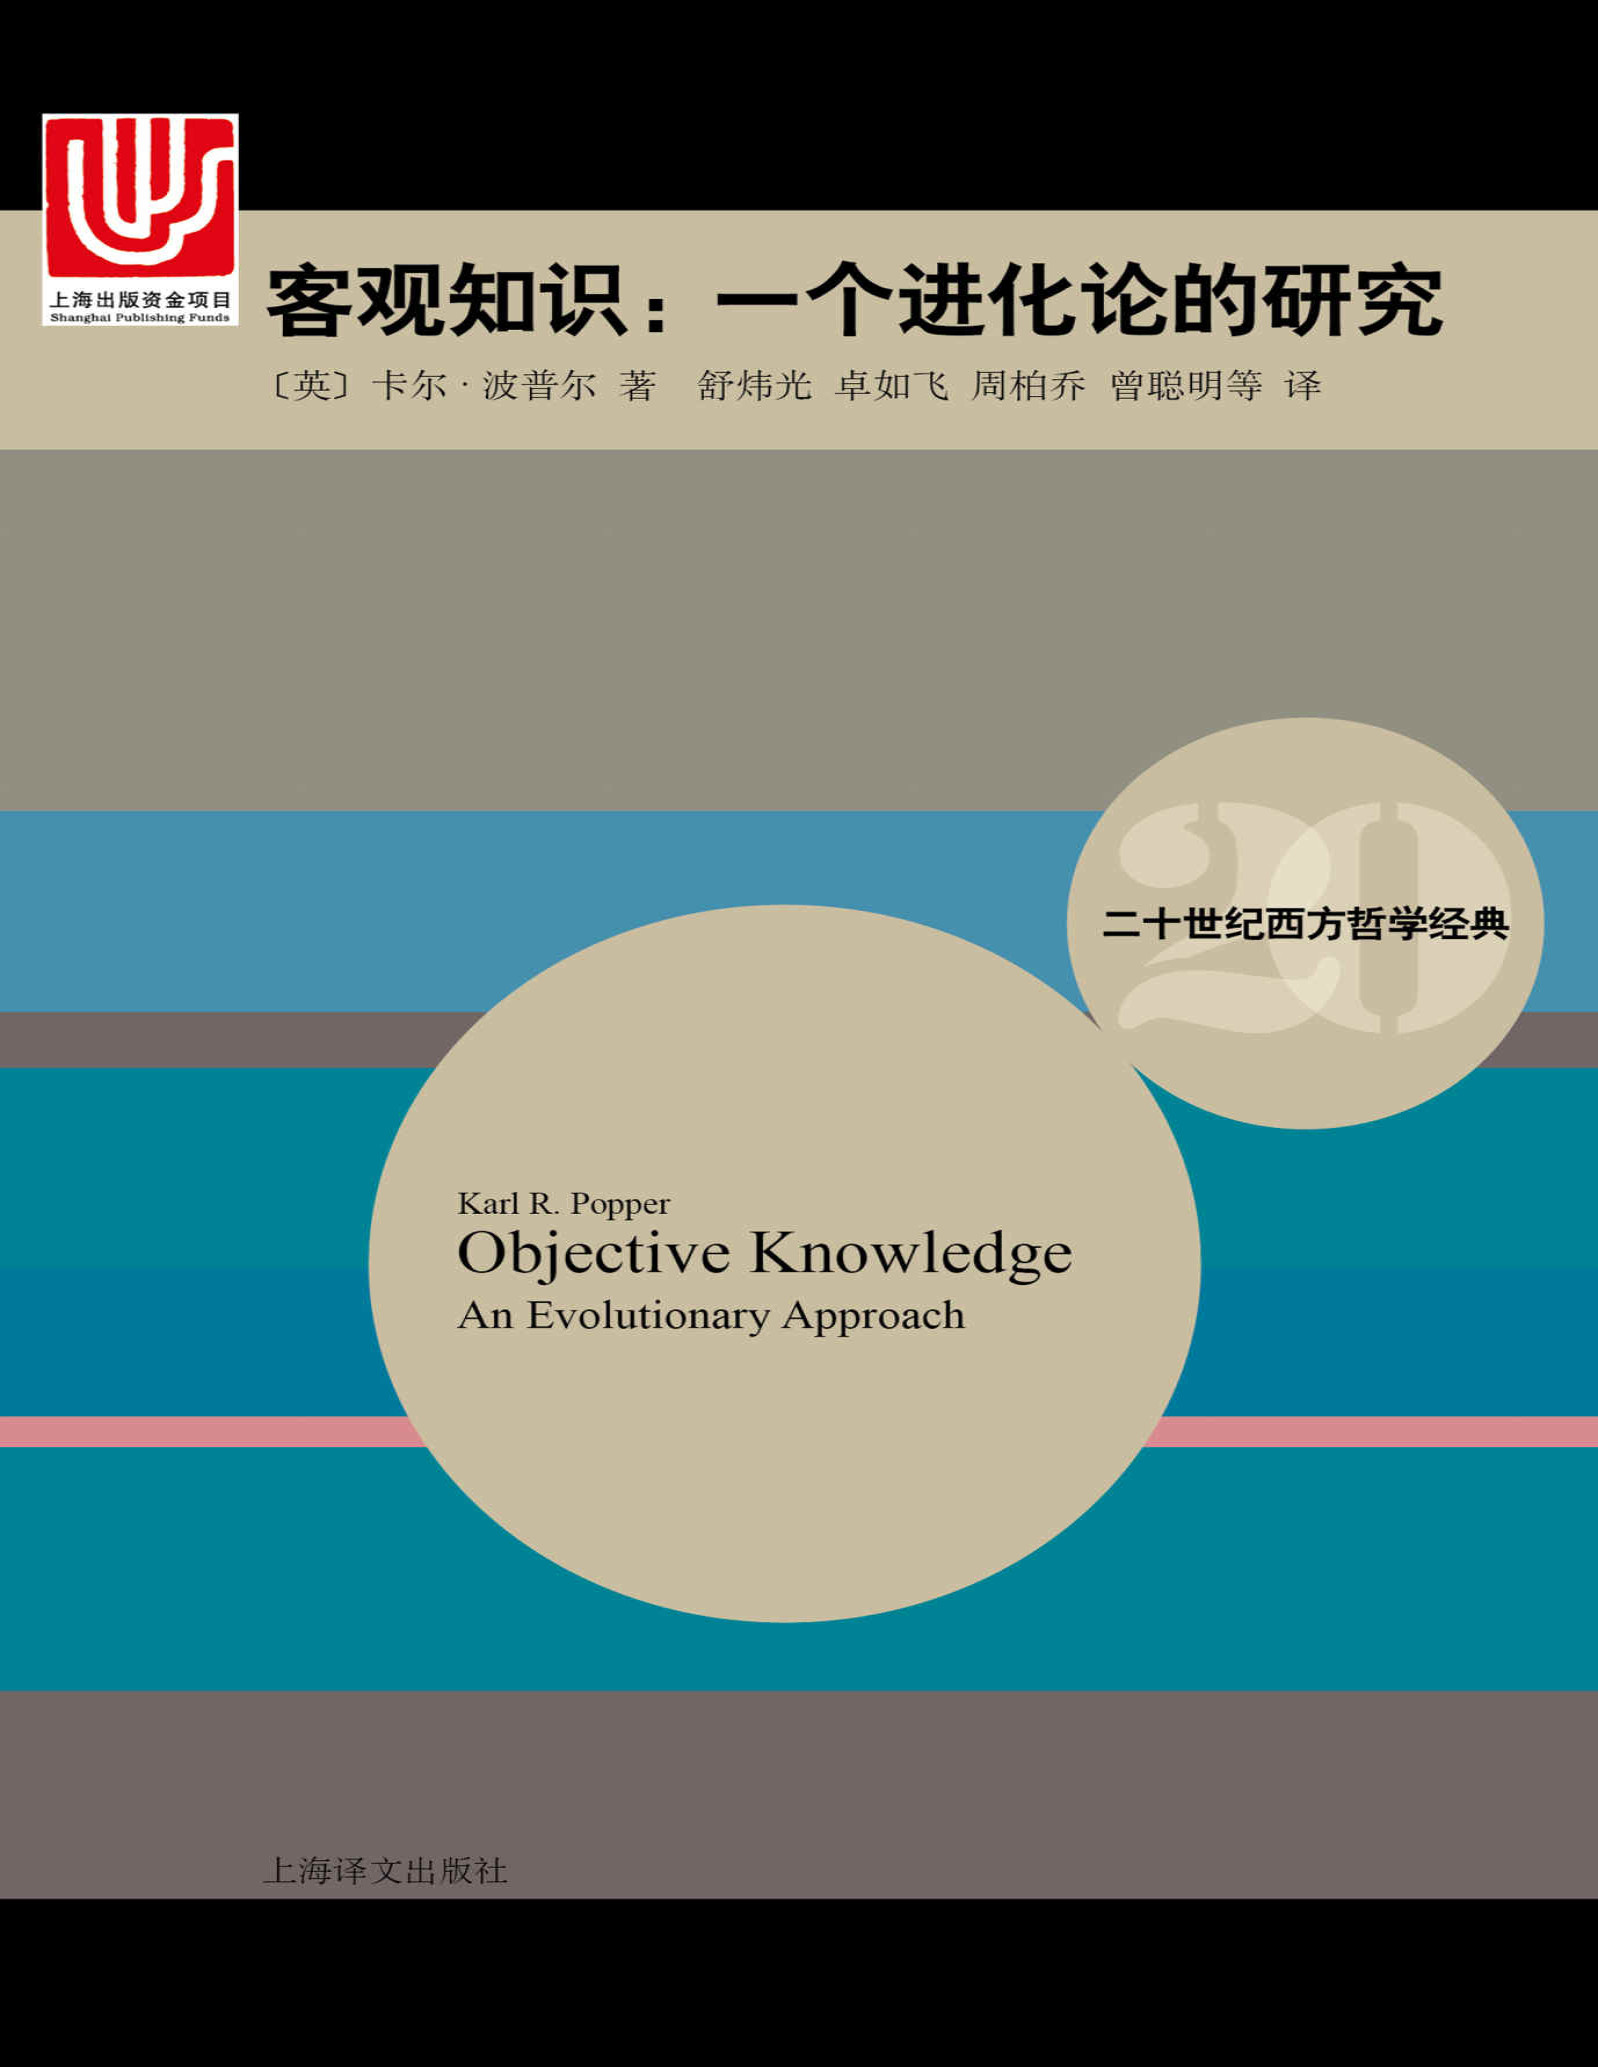 上海出版资金项目
Shanghai Publishing Funds
客观知识：一个进化论的研究
〔英〕卡尔·波普尔 著 舒炜光 卓如飞 周柏乔 曾聪明等 译
20
二十世纪西方哲学经典
Karl R. Popper
Objective Knowledge
An Evolutionary Approach
上海译文出版社